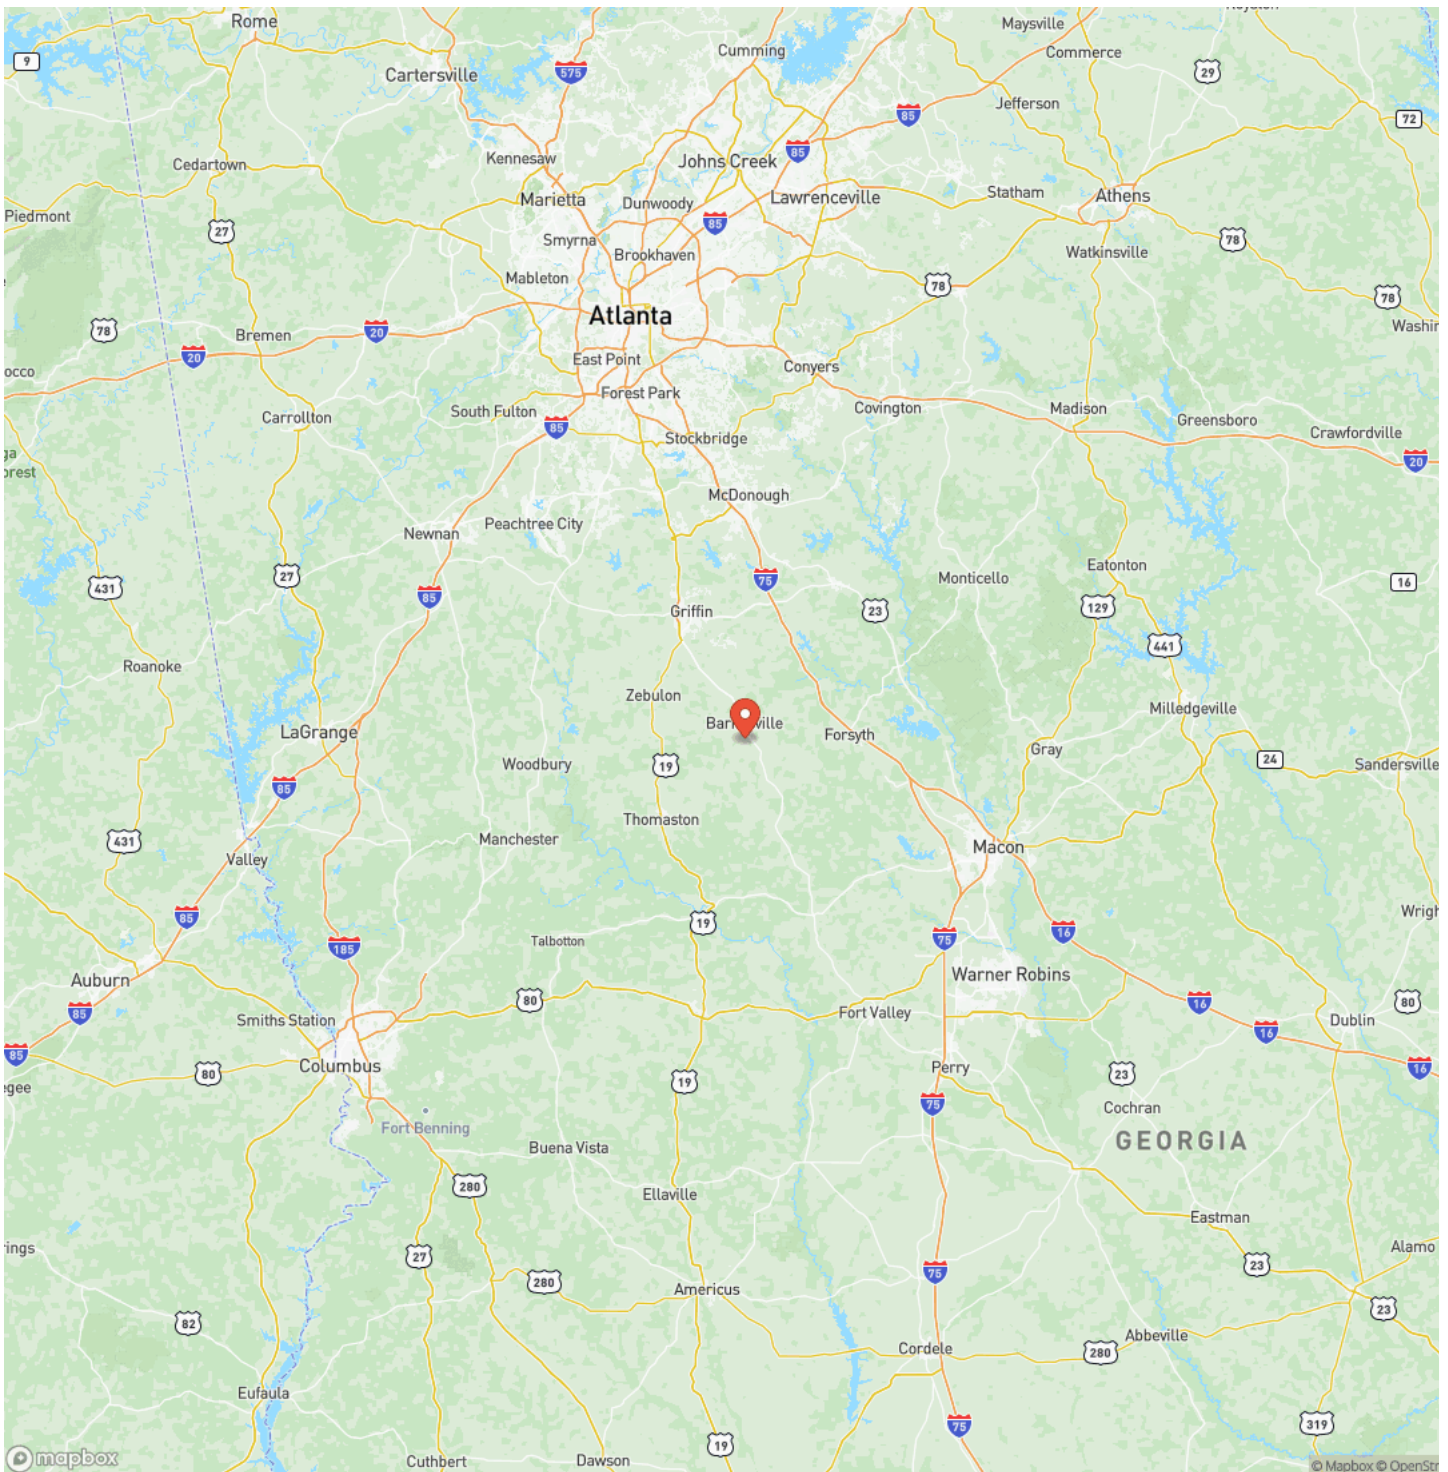 Rome
Maysville
9
Cumming
Commerce
Cartersville
575
29
Jefferson
85
72
Kennesaw
Johns Creek
85
Cedartown
Marietta
Dunwoody
Lawrenceville
Statham
Athens
Piedmont
27
85
Smyrna
Brookhaven
78
Watkinsville
Mableton
78
78
Atlanta
78
Bremen
20
20
Washin
East Point
Conyers
occo
Forest Park
Carrollton
South Fulton
85
Covington
Madison
Greensboro
Stockbridge
Crawfordville
ga
orest
20
McDonough
Newnan
Peachtree City
431
27
85
75
Monticello
Eatonton
16
Griffin
23
129
441
Roanoke
Zebulon
Milledgeville
LaGrange
Forsyth
Gray
24
Sandersville
Woodbury
19
85
Thomaston
431
Manchester
Macon
Valley
85
19
16
Wrigh
185
Talbotton
75
Auburn
Warner Robins
85
80
16
80
Smiths Station
Fort Valley
16
Dublin
85
Columbus
Perry
80
19
23
16
egee
75
Cochran
Fort Benning
GEORGIA
Buena Vista
280
Ellaville
Eastman
rings
27
Alamo
280
75
23
Americus
23
82
Abbeville
Cordele
280
Eufaula
75
319
19
mapbox
Cuthbert
Dawson
© Mapbox © OpenStr